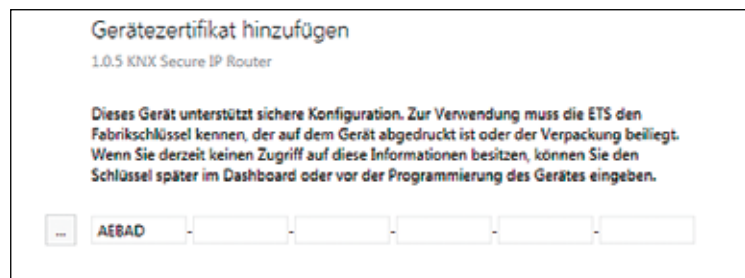 Gerätezertifikat hinzufügen
1.0.5 KNX Secure IP Router
Dieses Gerät unterstützt sichere Konfiguration. Zur Verwendung muss die ETS den
Fabrikschlüssel kennen, der auf dem Gerät abgedruckt ist oder der Verpackung beiliegt.
Wenn Sie derzeit keinen Zugriff auf diese Informationen besitzen, können Sie den
Schlüssel später im Dashboard oder vor der Programmierung des Gerätes eingeben.
... AEBAD - - - - -